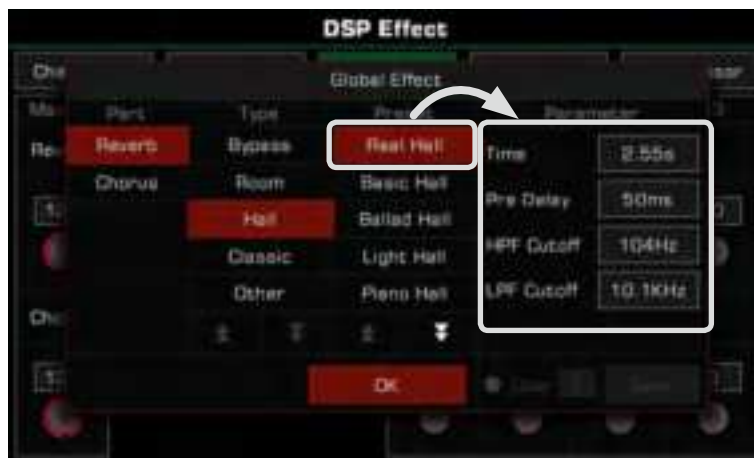 DSP Effect
Global Effect
Part Type Preset Parameter
Reverb Bypass Real Hall Time 2.55s
Chorus Room Basic Hall Pre Delay 50ms
Hall Ballad Hall HPF Cutoff 104Hz
Classic Light Hall LPF Cutoff 10.1KHz
Other Piano Hall
OK User Save